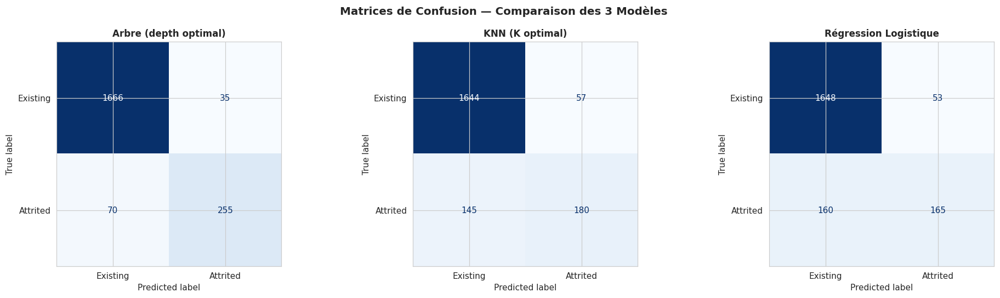 Matrices de Confusion — Comparaison des 3 Modèles
Arbre (depth optimal)
True label
Existing
1666 35
Attrited
70 255
Existing Attrited
Predicted label
KNN (K optimal)
True label
Existing
1644 57
Attrited
145 180
Existing Attrited
Predicted label
Régression Logistique
True label
Existing
1648 53
Attrited
160 165
Existing Attrited
Predicted label